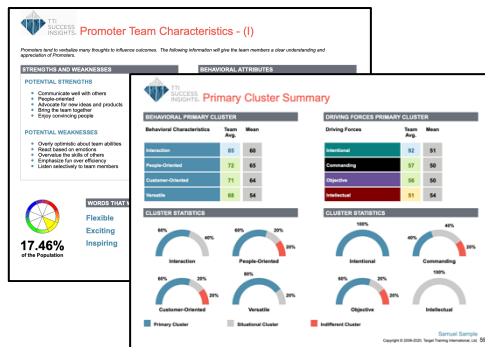 TTI
SUCCESS
INSIGHTS.
Promoter Team Characteristics - (I)
Promoters tend to verbalize many thoughts to influence outcomes. The following information will give the team members a clear understanding and
appreciation of Promoters.
STRENGTHS AND WEAKNESSES
BEHAVIORAL ATTRIBUTES
POTENTIAL STRENGTHS
Communicate well with others
People-oriented
Advocate for new ideas and products
Bring the team together
Enjoy convincing people
POTENTIAL WEAKNESSES
Overly optimistic about team abilities
React based on emotions
Overvalue the skills of others
Emphasize fun over efficiency
Listen selectively to team members
17.46%
of the Population
WORDS THAT
Flexible
Exciting
Inspiring
TTI
SUCCESS
INSIGHTS.
Primary Cluster Summary
BEHAVIORAL PRIMARY CLUSTER
Behavioral Characteristics Team Avg. Mean
Interaction 85 60
People-Oriented 72 65
Customer-Oriented 71 64
Versatile 68 54
DRIVING FORCES PRIMARY CLUSTER
Driving Forces Team Avg. Mean
Intentional 92 51
Commanding 57 50
Objective 56 50
Intellectual 51 54
CLUSTER STATISTICS
60% 40%
Interaction
60% 20% 20%
People-Oriented
60% 20% 20%
Customer-Oriented
80% 20%
Versatile
CLUSTER STATISTICS
100%
Intentional
40% 40% 20%
Commanding
60% 20% 20%
Objective
100%
Intellectual
Primary Cluster
Situational Cluster
Indifferent Cluster
Samuel Sample
Copyright © 2006-2020. Target Training International, Ltd. 59